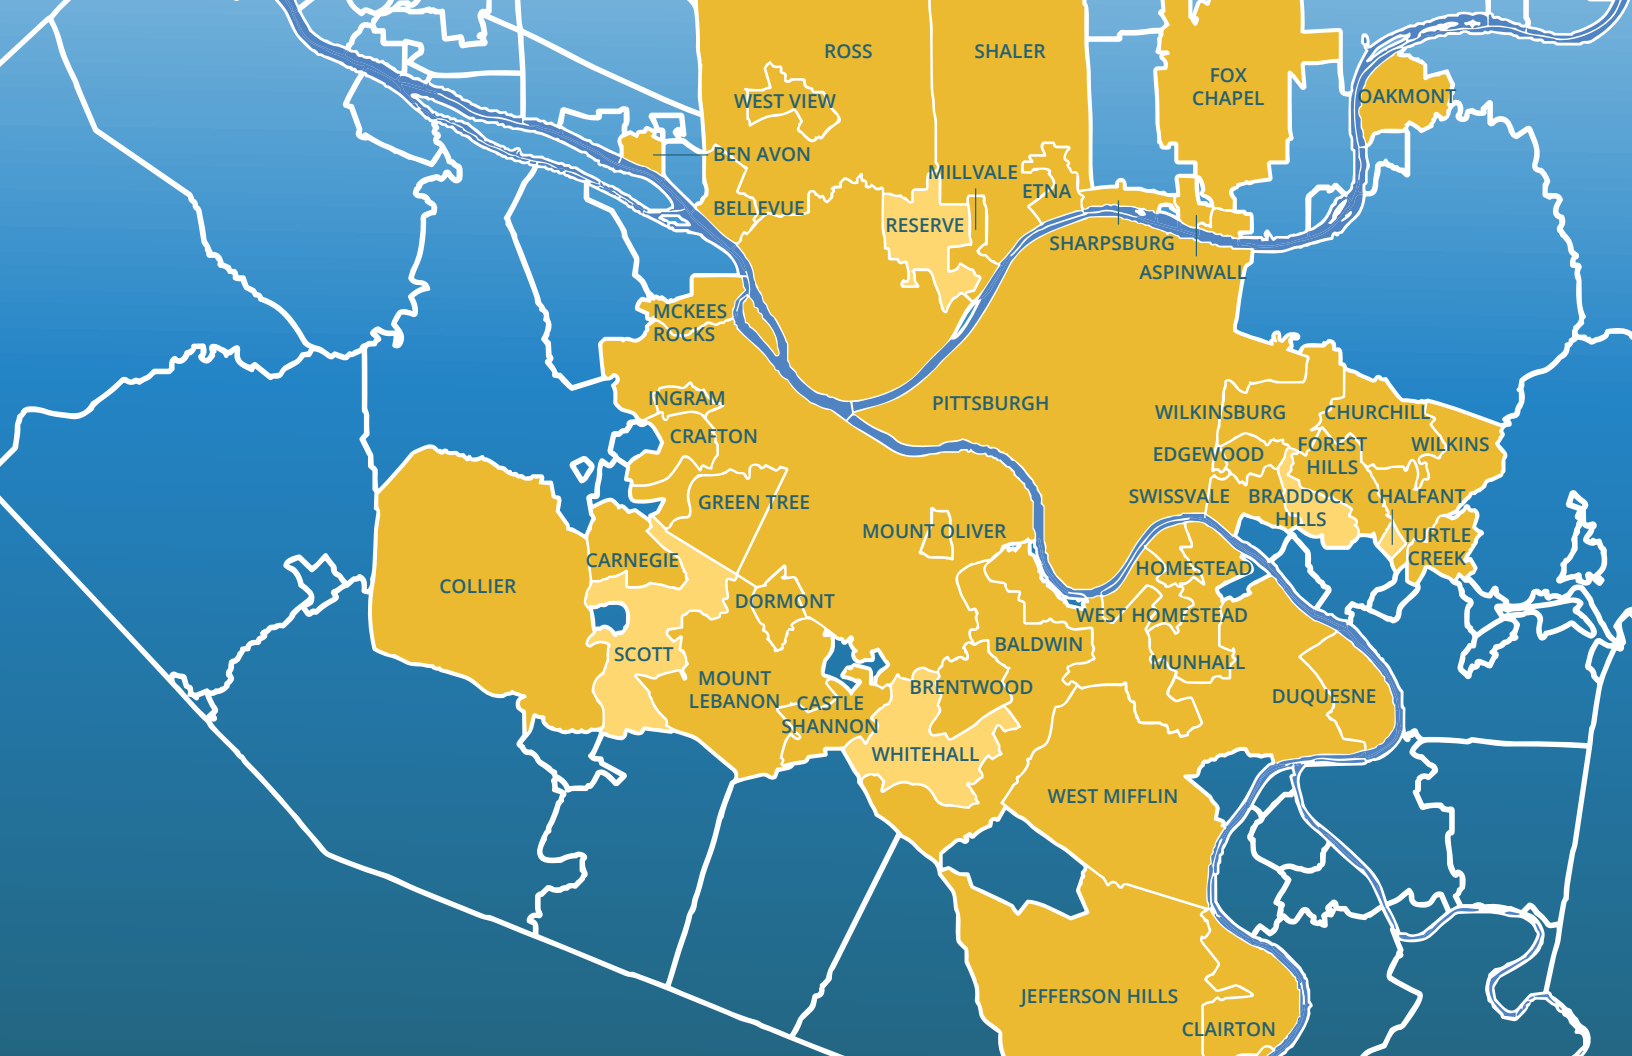 ROSS
SHALER
FOX
CHAPEL
OAKMONT
WEST VIEW
BEN AVON
MILLVALE
ETNA
BELLEVUE
RESERVE
SHARPSBURG
ASPINWALL
MCKEES
ROCKS
INGRAM
PITTSBURGH
WILKINSBURG
CHURCHILL
CRAFTON
EDGEWOOD
FOREST
HILLS
WILKINS
GREEN TREE
SWISSVALE
BRADDOCK
HILLS
CHALFANT
MOUNT OLIVER
TURTLE
CREEK
CARNEGIE
HOMESTEAD
COLLIER
DORMONT
WEST HOMESTEAD
SCOTT
BALDWIN
MUNHALL
MOUNT
LEBANON
BRENTWOOD
DUQUESNE
CASTLE
SHANNON
WHITEHALL
WEST MIFFLIN
JEFFERSON HILLS
CLAIRTON